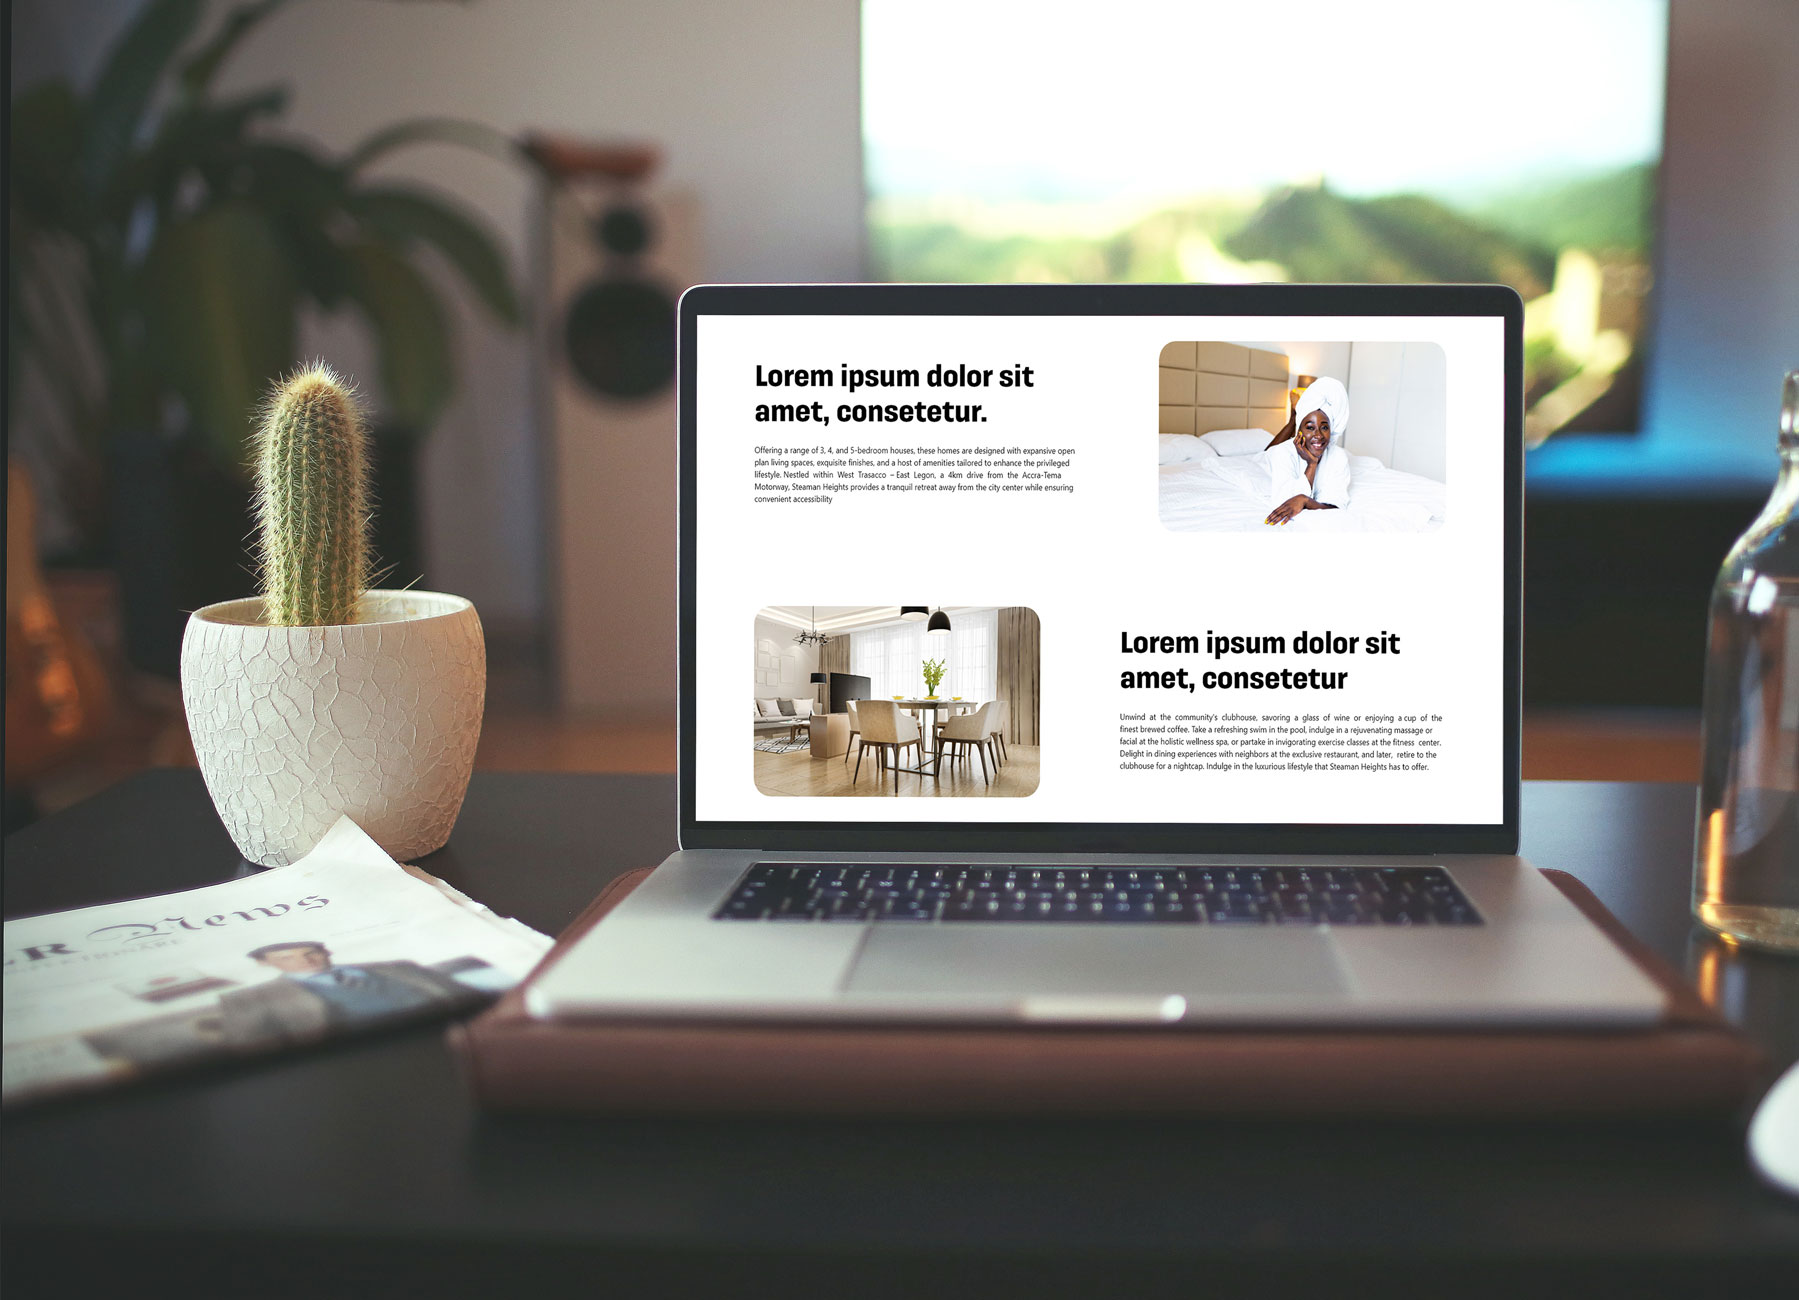 Lorem ipsum dolor sit
amet, consetetur.
Offering a range of 3, 4, and 5-bedroom houses, these homes are designed with expansive open
plan living spaces, exquisite finishes, and a host of amenities tailored to enhance the privileged
lifestyle. Nestled within West Trasacco – East Legon, a 4km drive from the Accra-Tema
Motorway, Steaman Heights provides a tranquil retreat away from the city center while ensuring
convenient accessibility
Lorem ipsum dolor sit
amet, consetetur
Unwind at the community's clubhouse, savoring a glass of wine or enjoying a cup of the
finest brewed coffee. Take a refreshing swim in the pool, indulge in a rejuvenating massage or
facial at the holistic wellness spa, or partake in invigorating exercise classes at the fitness center.
Delight in dining experiences with neighbors at the exclusive restaurant, and later, retire to the
clubhouse for a nightcap. Indulge in the luxurious lifestyle that Steaman Heights has to offer.
News